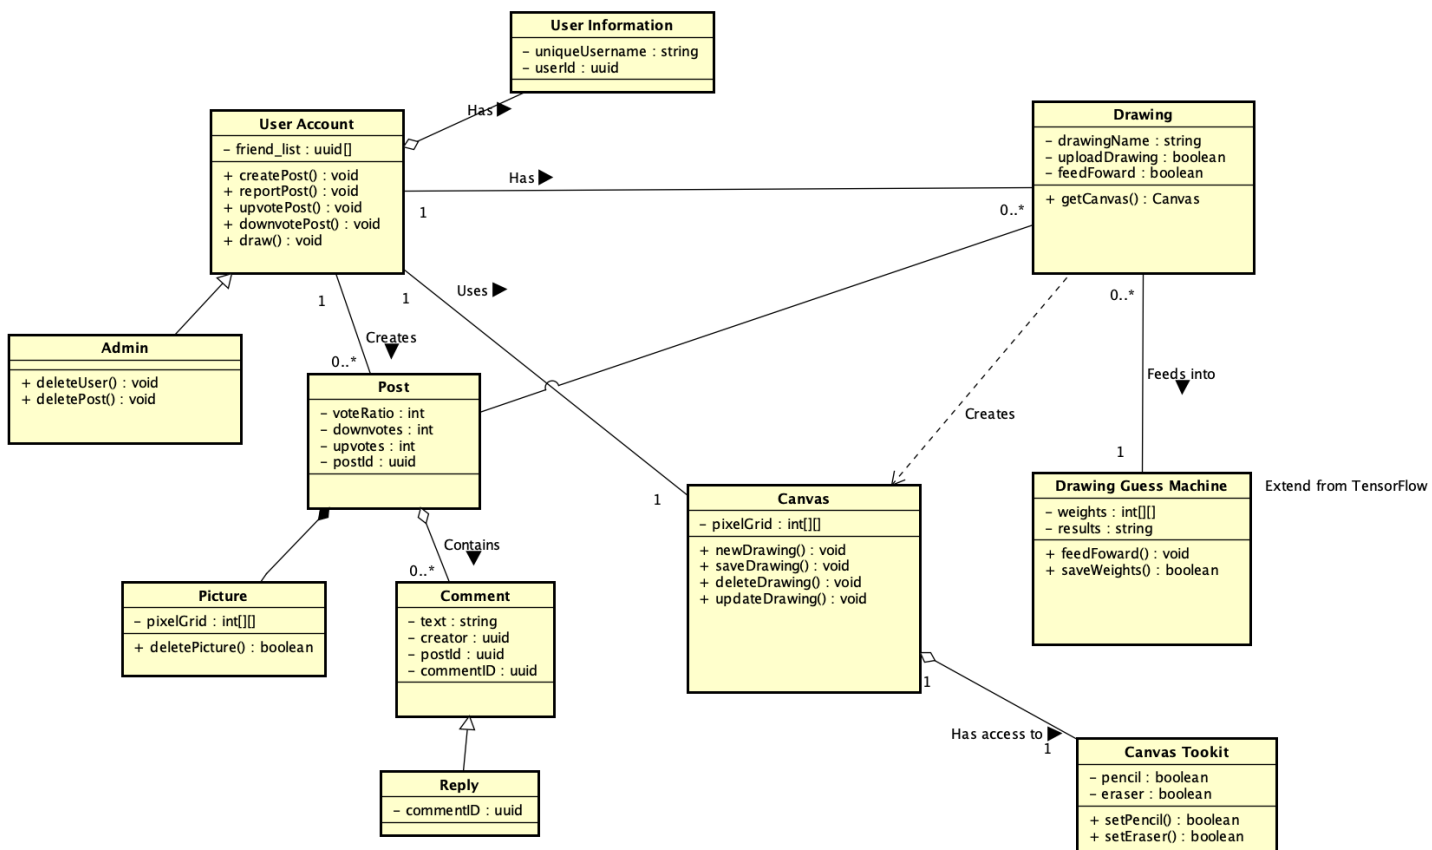 User Information
– uniqueUsername : string
– userId : uuid
Has
User Account
– friend_list : uuid[]
+ createPost() : void
+ reportPost() : void
+ upvotePost() : void
+ downvotePost() : void
+ draw() : void
Has
1
0..*
Drawing
– drawingName : string
– uploadDrawing : boolean
– feedFoward : boolean
+ getCanvas() : Canvas
1
1
Uses
0..*
Admin
+ deleteUser() : void
+ deletePost() : void
Creates
0..*
Post
– voteRatio : int
– downvotes : int
– upvotes : int
– postId : uuid
Creates
Feeds into
1
1
Canvas
– pixelGrid : int[][]
+ newDrawing() : void
+ saveDrawing() : void
+ deleteDrawing() : void
+ updateDrawing() : void
Drawing Guess Machine
– weights : int[][]
– results : string
+ feedFoward() : void
+ saveWeights() : boolean
Extend from TensorFlow
Contains
0..*
Picture
– pixelGrid : int[][]
+ deletePicture() : boolean
Comment
– text : string
– creator : uuid
– postId : uuid
– commentID : uuid
1
Has access to
1
Reply
– commentID : uuid
Canvas Tookit
– pencil : boolean
– eraser : boolean
+ setPencil() : boolean
+ setEraser() : boolean